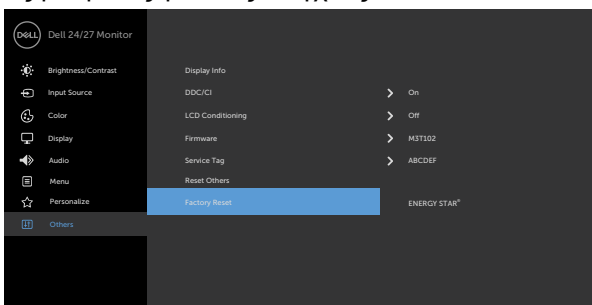 DELL Dell 24/27 Monitor
Brightness/Contrast Display Info
Input Source DDC/CI On
Color LCD Conditioning Off
Display Firmware M3T102
Audio Service Tag ABCDEF
Menu Reset Others
Personalize Factory Reset ENERGY STAR®
Others